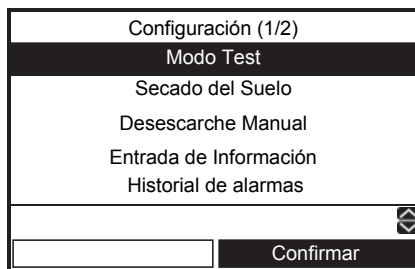 Configuración (1/2)
Modo Test
Secado del Suelo
Desescarche Manual
Entrada de Información
Historial de alarmas
Confirmar